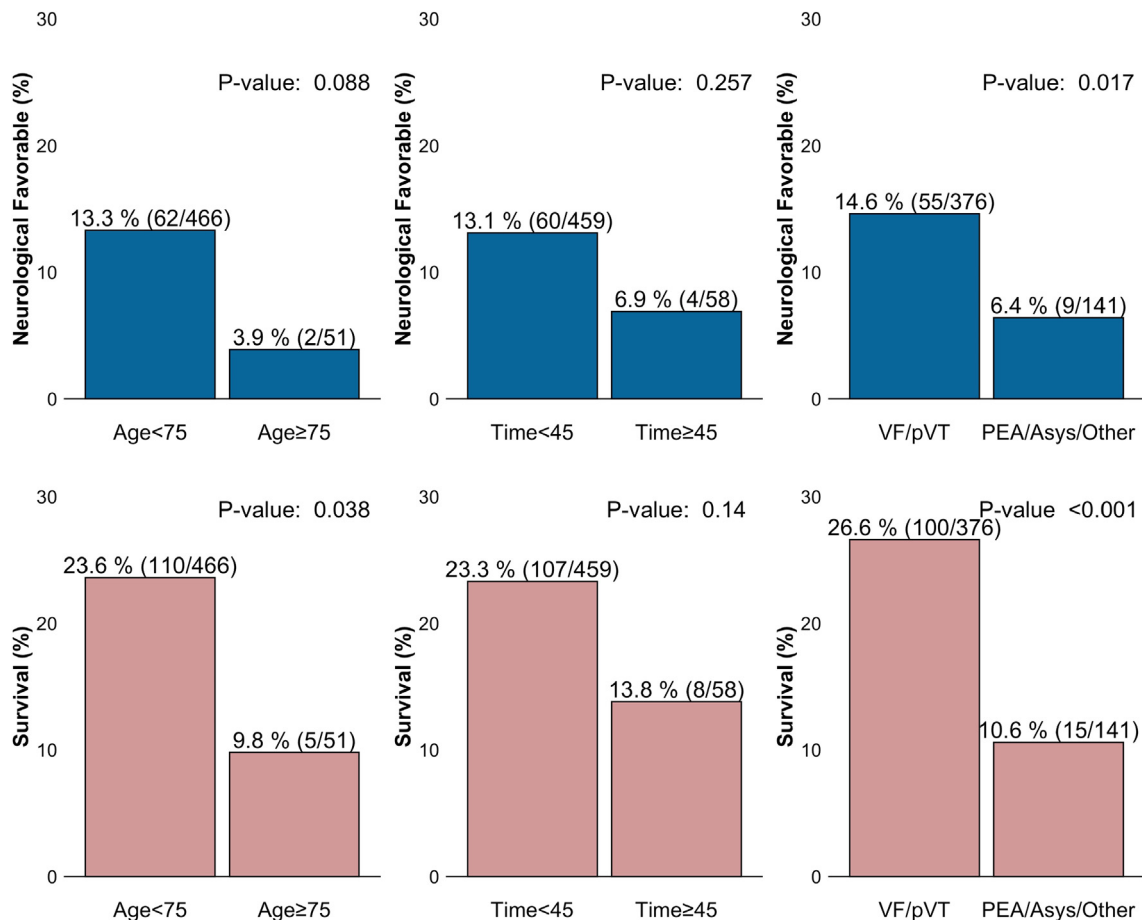 Neurological Favorable (%)
30
20
10
0
P-value: 0.088
13.3 % (62/466)
3.9 % (2/51)
Age<75
Age≥75
Neurological Favorable (%)
30
20
10
0
P-value: 0.257
13.1 % (60/459)
6.9 % (4/58)
Time<45
Time≥45
Neurological Favorable (%)
30
20
10
0
P-value: 0.017
14.6 % (55/376)
6.4 % (9/141)
VF/pVT
PEA/Asys/Other
Survival (%)
30
20
10
0
P-value: 0.038
23.6 % (110/466)
9.8 % (5/51)
Age<75
Age≥75
Survival (%)
30
20
10
0
P-value: 0.14
23.3 % (107/459)
13.8 % (8/58)
Time<45
Time≥45
Survival (%)
30
20
10
0
P-value <0.001
26.6 % (100/376)
10.6 % (15/141)
VF/pVT
PEA/Asys/Other